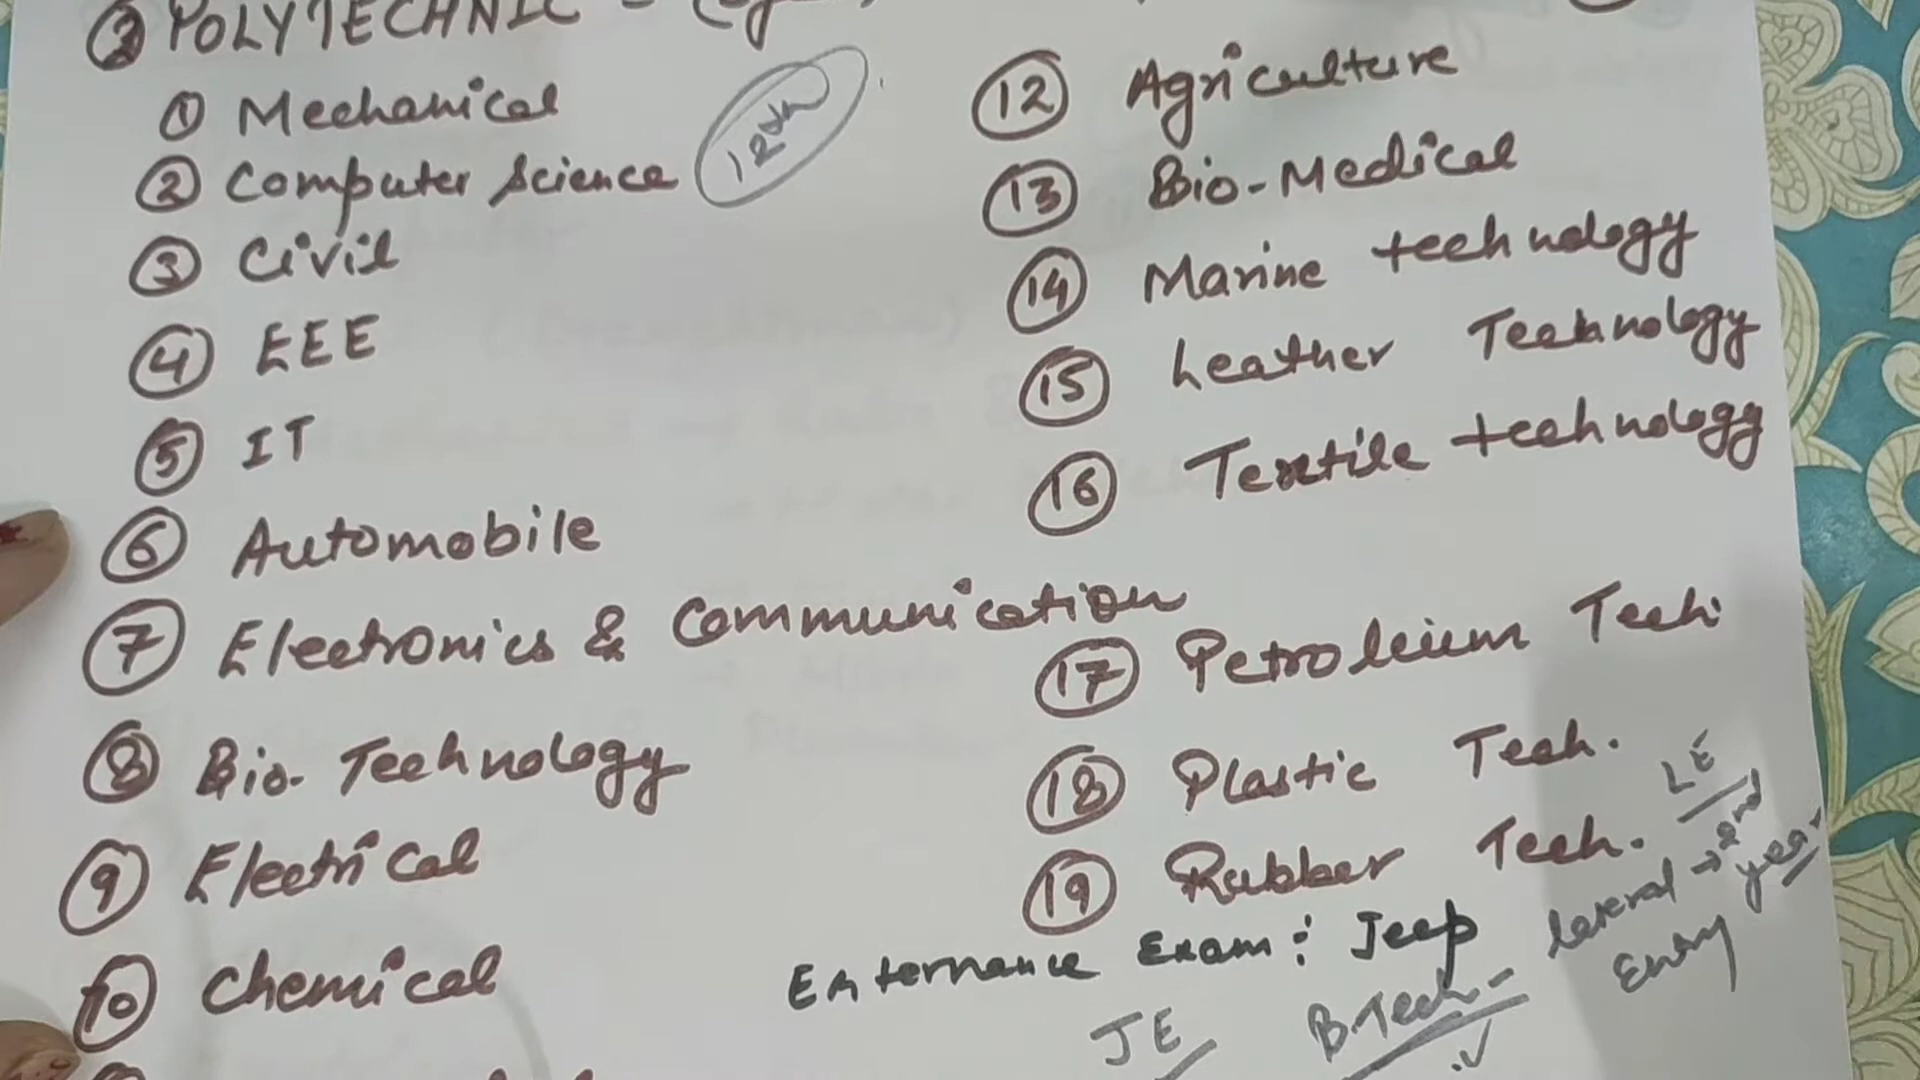 ② POLYTECHNIC -
① Mechanical
② Computer Science
12th
③ Civil
④ EEE
⑤ IT
⑥ Automobile
⑦ Electronics & Communication
⑧ Bio. Technology
⑨ Electrical
⑩ Chemical
⑫ Agriculture
⑬ Bio-Medical
⑭ Marine technology
⑮ Leather Technology
⑯ Textile technology
⑰ Petroleium Tech:
⑱ Plastic Tech.
⑲ Rubber Tech.
Enternance Exam: Jeep
JE
B.Tech-
LE
lateral → 2nd year
Entry